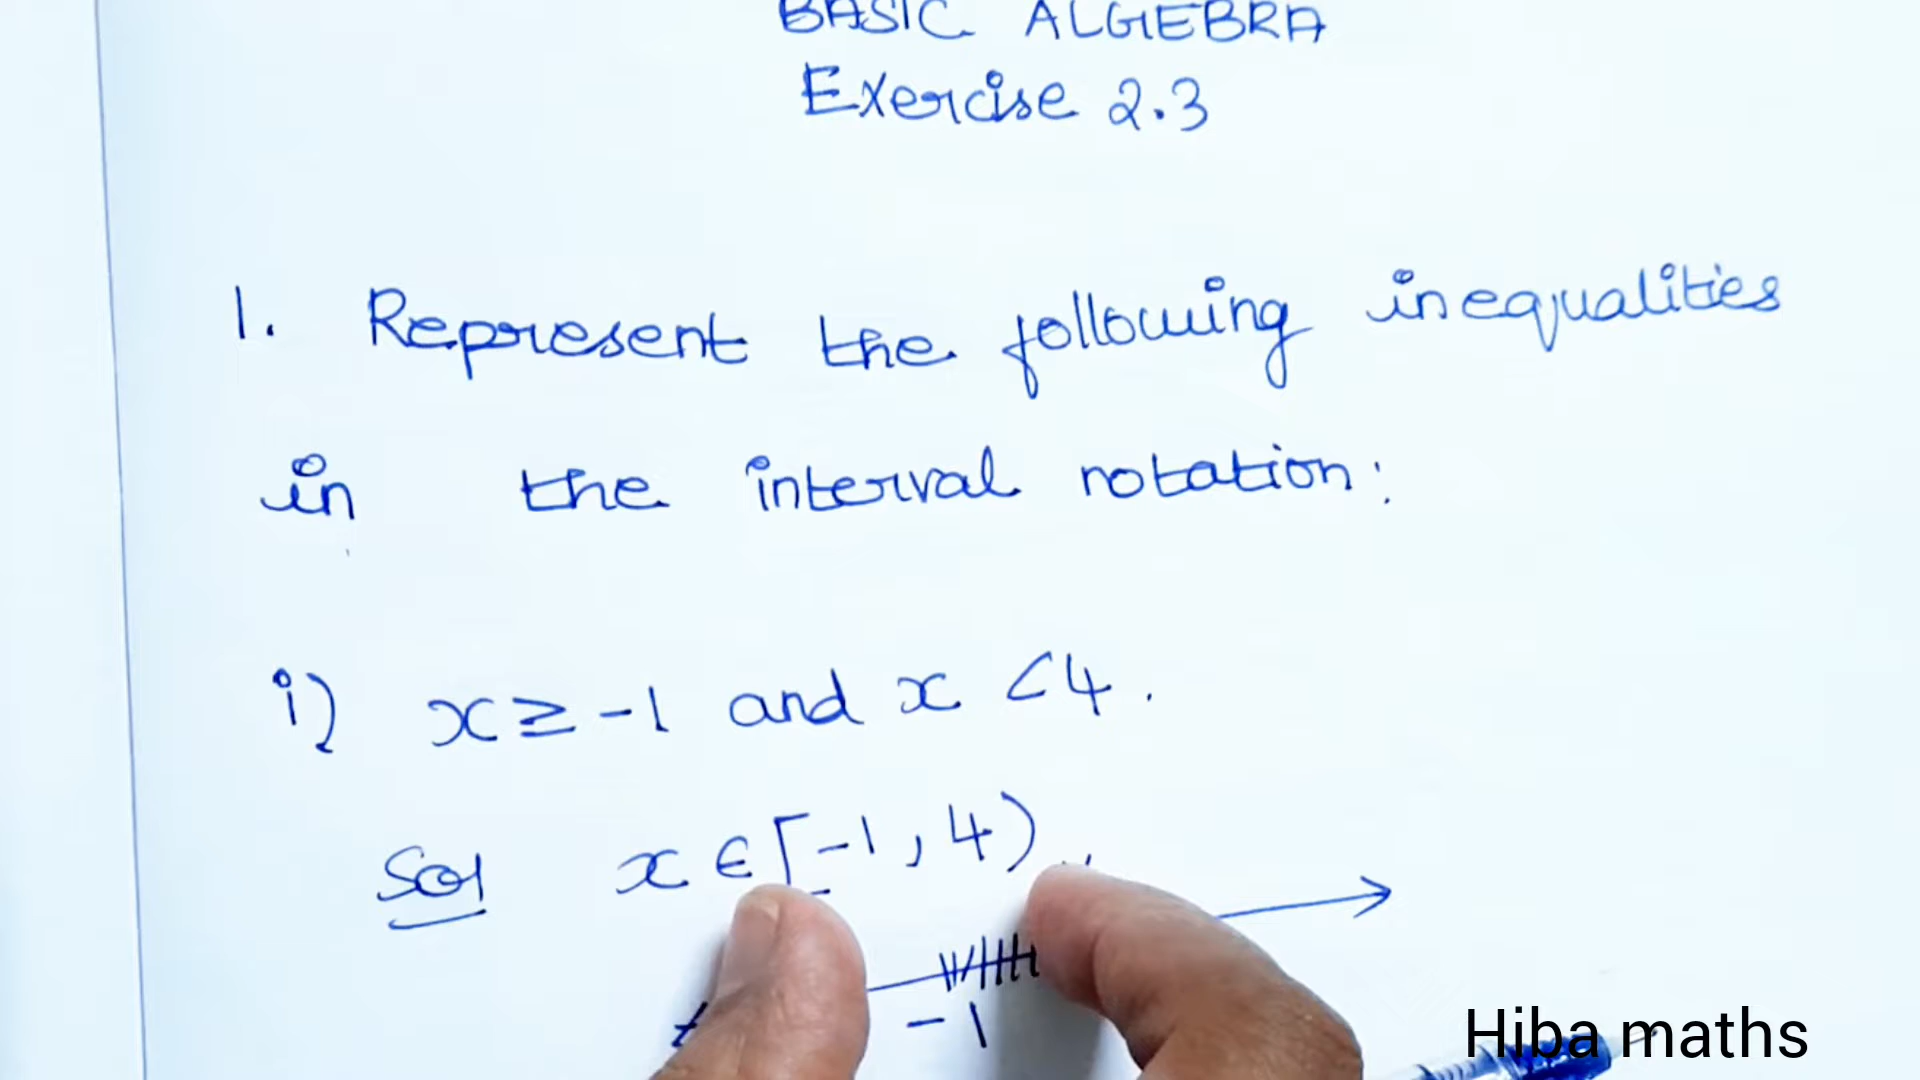 BASIC ALGEBRA
Exercise 2.3
1. Represent the following inequalities
in the interval notation:
i) x ≥ -1 and x < 4.
Sol x ∈ [-1, 4)
-1
Hiba maths